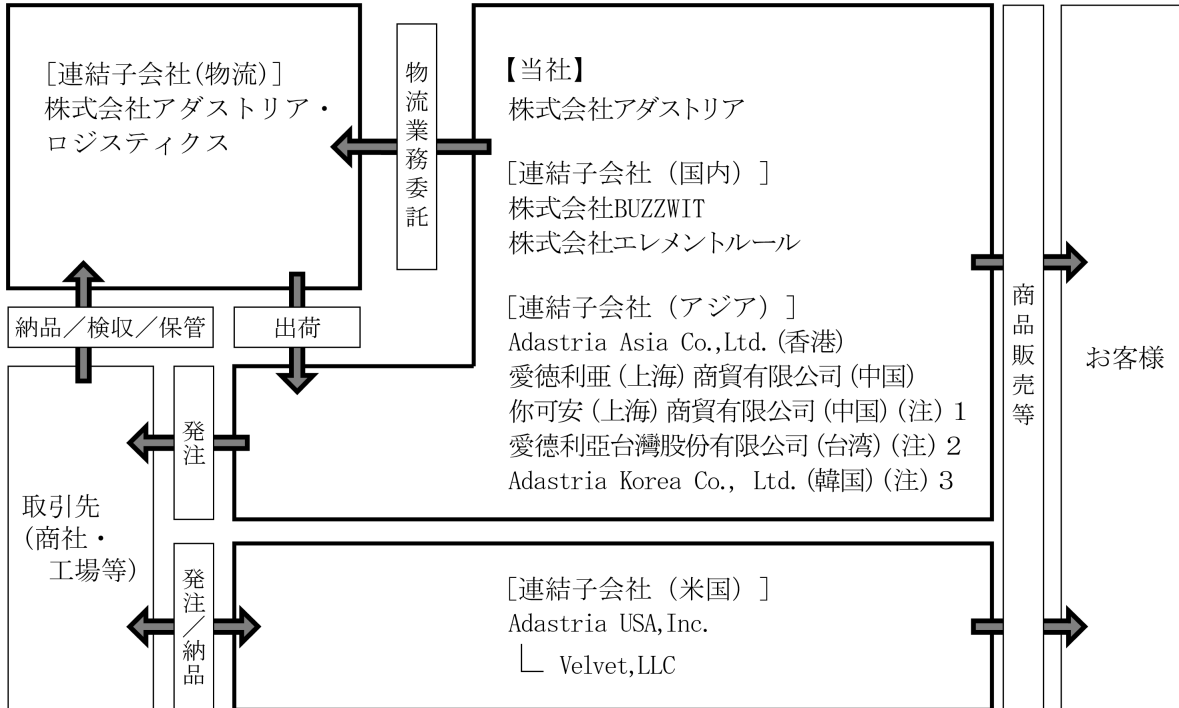 [連結子会社(物流)]
株式会社アダストリア・
ロジスティクス
物流業務委託
【当社】
株式会社アダストリア
[連結子会社（国内）]
株式会社BUZZWIT
株式会社エレメントルール
[連結子会社（アジア）]
Adastria Asia Co.,Ltd.(香港)
愛徳利亜(上海)商貿有限公司(中国)
你可安(上海)商貿有限公司(中国)(注)1
愛德利亞台灣股份有限公司(台湾)(注)2
Adastria Korea Co., Ltd.(韓国)(注)3
納品／検収／保管
出荷
発注
取引先
(商社・
工場等)
発注／納品
[連結子会社（米国）]
Adastria USA,Inc.
Velvet,LLC
商品販売等
お客様